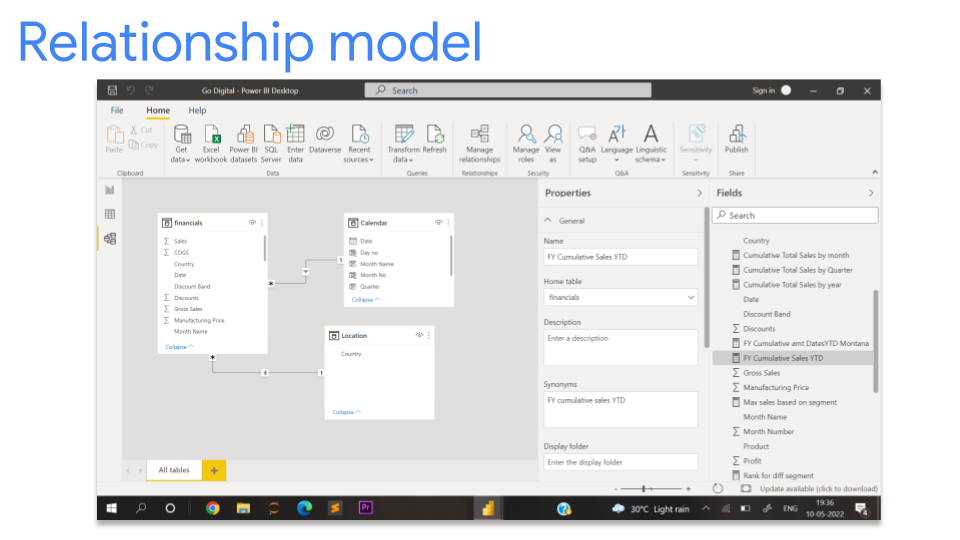 Relationship model
Go Digital - Power BI Desktop
Search
Sign in
File
Home
Help
Paste
Cut
Copy
Get data
Excel workbook
Power BI datasets
SQL Server
Enter data
Dataverse
Recent sources
Transform data
Refresh
Manage relationships
Manage roles
View as
Q&A setup
Language
Linguistic schema
Sensitivity
Publish
Clipboard
Data
Queries
Relationships
Security
Q&A
Sensitivity
Share
financials
Sales
COGS
Country
Date
Discount Band
Discounts
Gross Sales
Manufacturing Price
Month Name
Collapse
Calendar
Date
Day no
Month Name
Month No
Quarter
Collapse
1
*
Location
Country
Collapse
*
1
All tables
+
Properties
General
Name
FY Cumulative Sales YTD
Home table
financials
Description
Enter a description
Synonyms
FY cumulative sales YTD
Display folder
Enter the display folder
Fields
Search
Country
Cumulative Total Sales by month
Cumulative Total Sales by Quarter
Cumulative Total Sales by year
Date
Discount Band
Discounts
FY Cumulative amt DatesYTD Montana
FY Cumulative Sales YTD
Gross Sales
Manufacturing Price
Max sales based on segment
Month Name
Month Number
Product
Profit
Rank for diff segment
- +
Update available (click to download)
Pr
30°C Light rain
ENG
19:36
10-05-2022
4